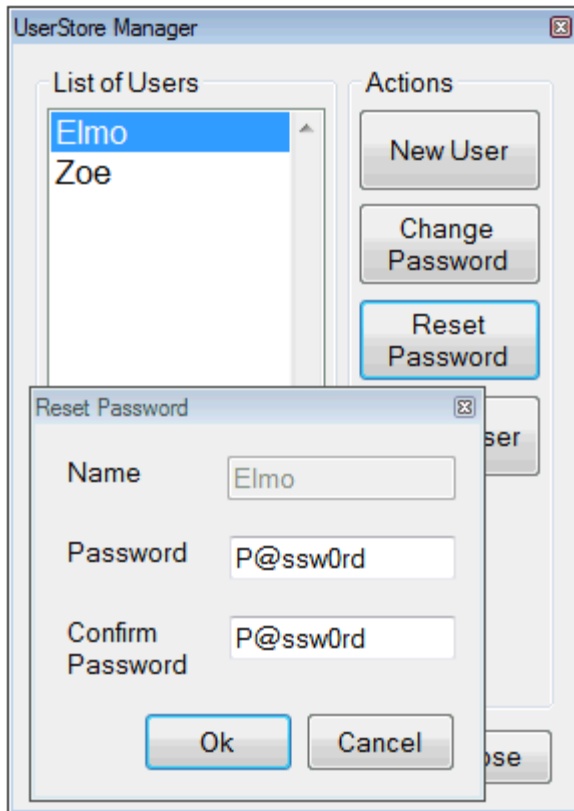 UserStore Manager
List of Users
Elmo
Zoe
Actions
New User
Change
Password
Reset
Password
Reset Password
Name
Elmo
Password
P@ssw0rd
Confirm
Password
P@ssw0rd
Ok
Cancel